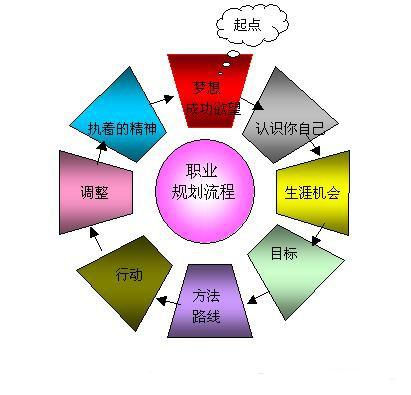 起点
梦想
成功欲望
认识你自己
生涯机会
目标
方法
路线
行动
调整
执着的精神
职业
规划流程